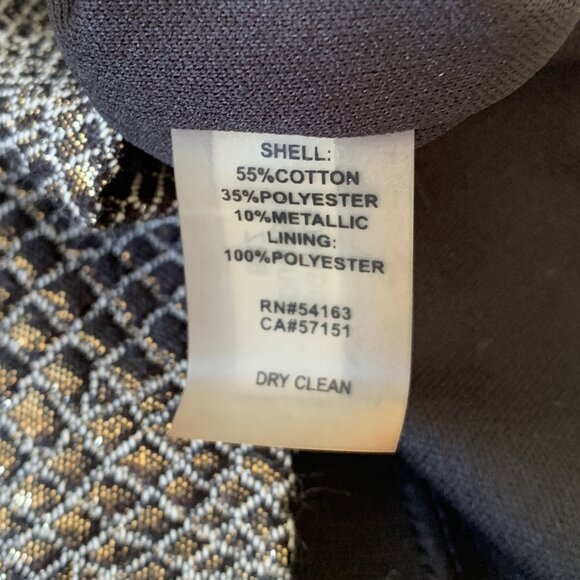 SHELL:
55%COTTON
35%POLYESTER
10%METALLIC
LINING:
100%POLYESTER
RN#54163
CA#57151
DRY CLEAN